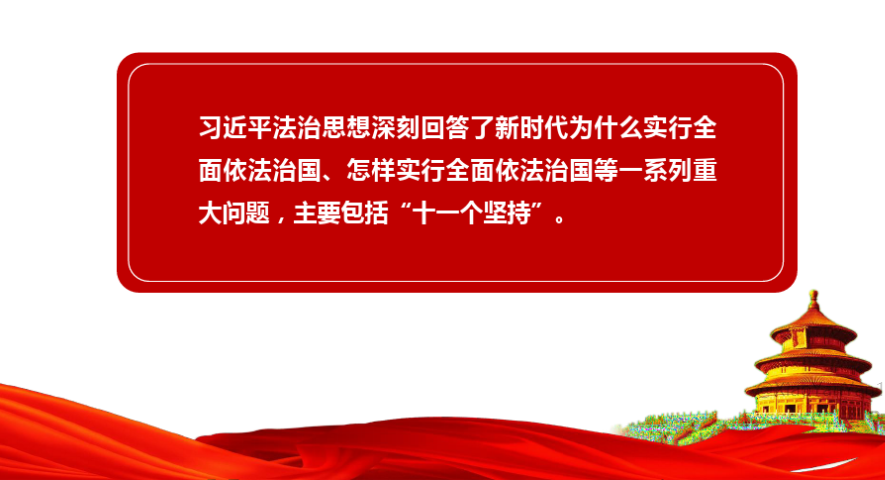 习近平法治思想深刻回答了新时代为什么实行全
面依法治国、怎样实行全面依法治国等一系列重
大问题，主要包括“十一个坚持”。